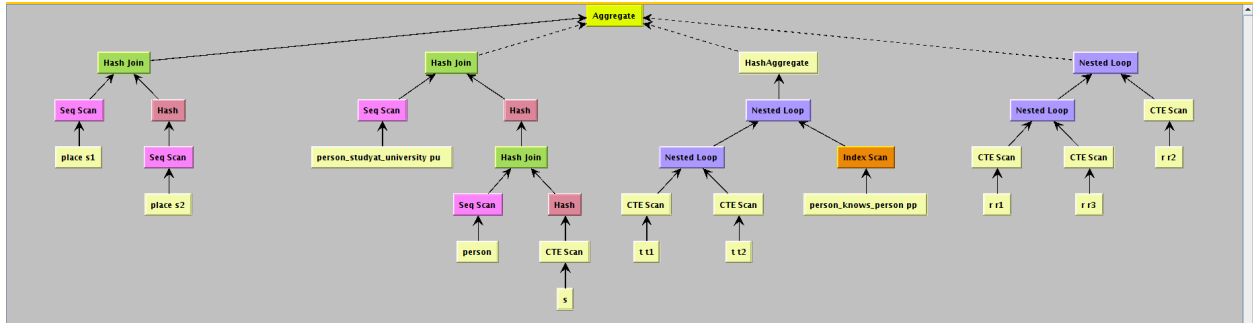 Aggregate
Hash Join
Hash Join
HashAggregate
Nested Loop
Seq Scan
Hash
Seq Scan
Hash
Nested Loop
Nested Loop
CTE Scan
place s1
Seq Scan
person_studyat_university pu
Hash Join
Nested Loop
Index Scan
CTE Scan
CTE Scan
r r2
place s2
Seq Scan
Hash
CTE Scan
CTE Scan
person_knows_person pp
r r1
r r3
person
CTE Scan
t t1
t t2
s